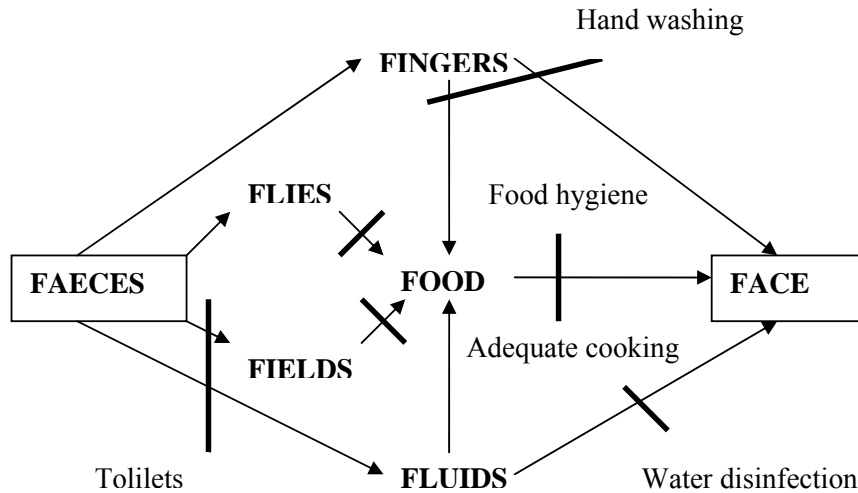 Hand washing
FINGERS
FLIES
Food hygiene
FAECES
FOOD
FACE
Adequate cooking
FIELDS
Tolilets
FLUIDS
Water disinfection